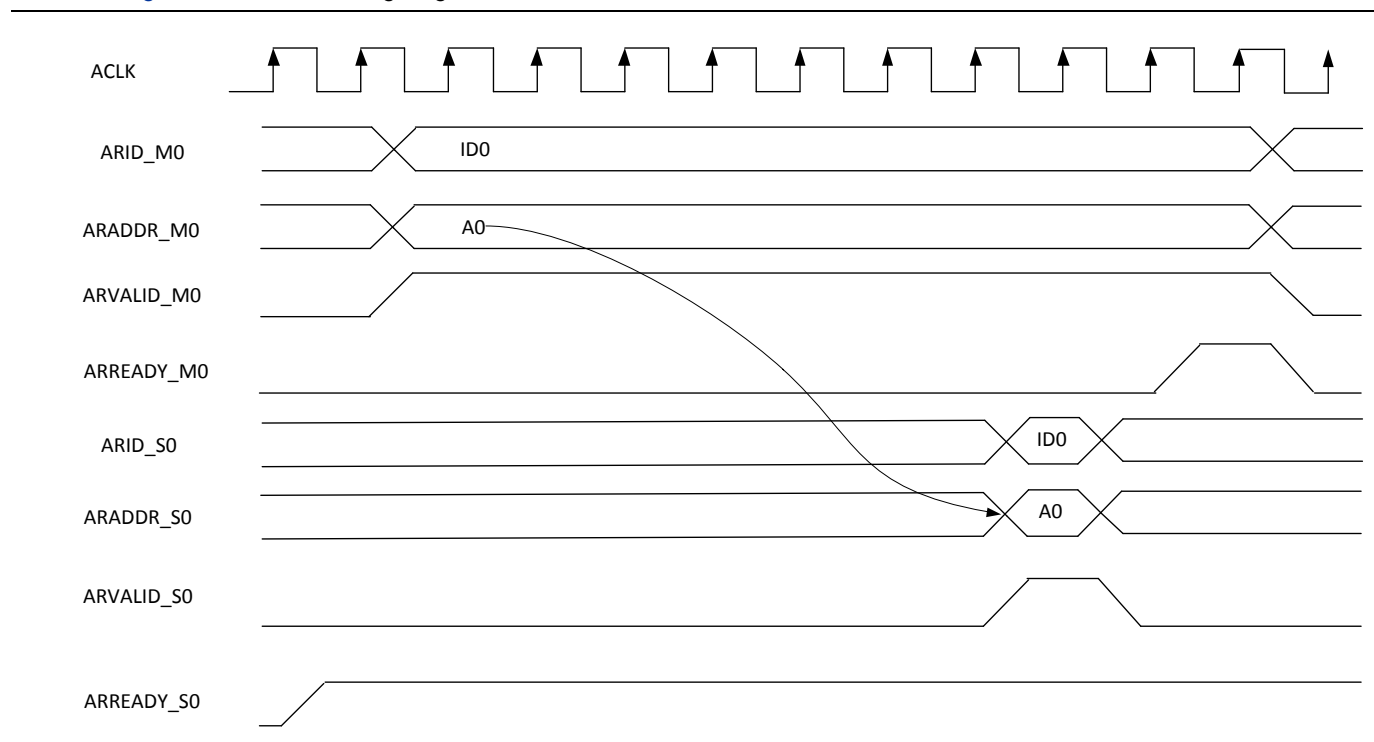 ACLK
ARID_M0
ID0
ARADDR_M0
A0
ARVALID_M0
ARREADY_M0
ARID_S0
ID0
ARADDR_S0
A0
ARVALID_S0
ARREADY_S0